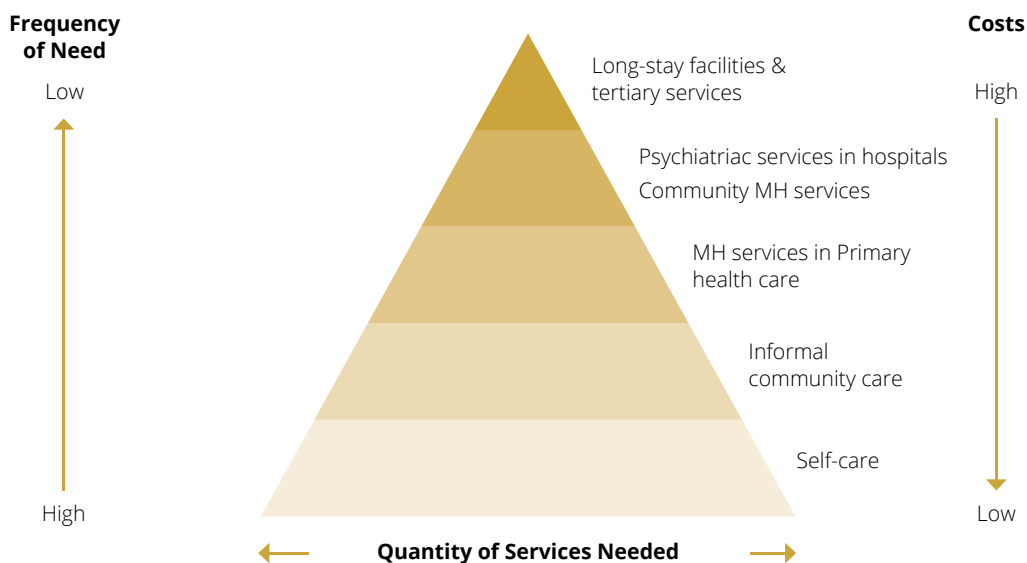 Frequency
of Need
Costs
Low
High
Long-stay facilities &
tertiary services
Psychiatriac services in hospitals
Community MH services
MH services in Primary
health care
Informal
community care
Self-care
High
Low
Quantity of Services Needed